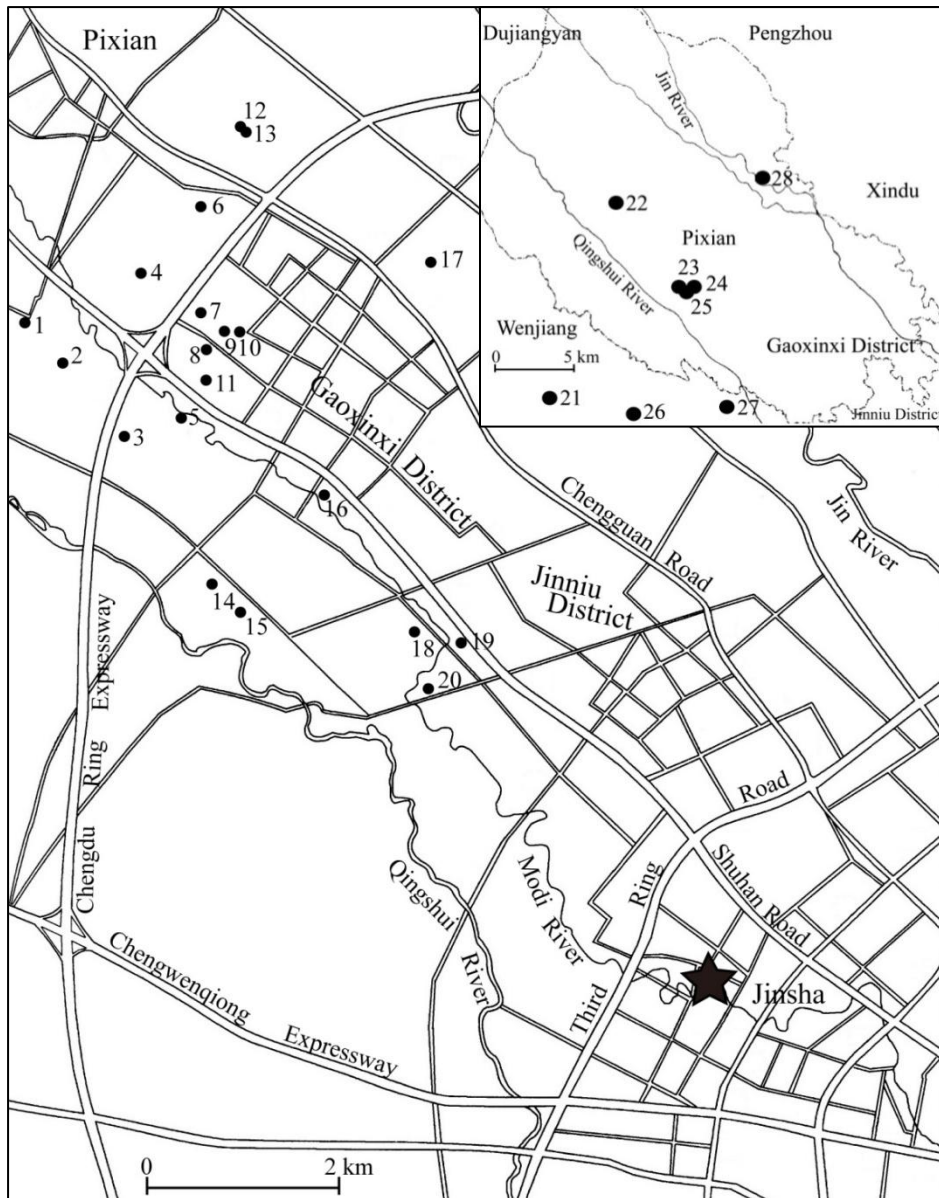 Pixian
12
13
6
4
17
1
7
2
9
10
8
11
5
3
Gaoxinxi District
16
Chengguan Road
Jin River
14
15
Jinniu
District
18
19
20
Chengdu Ring Expressway
Qingshui River
Modi River
Third Ring Road
Shuhan Road
Jinsha
Chengwenqiong Expressway
0 2 km
Dujiangyan
Pengzhou
Jin River
28
Xindu
22
Qingshui River
Pixian
23
24
25
Wenjiang
0 5 km
Gaoxinxi District
21
26
27
Jinniu District